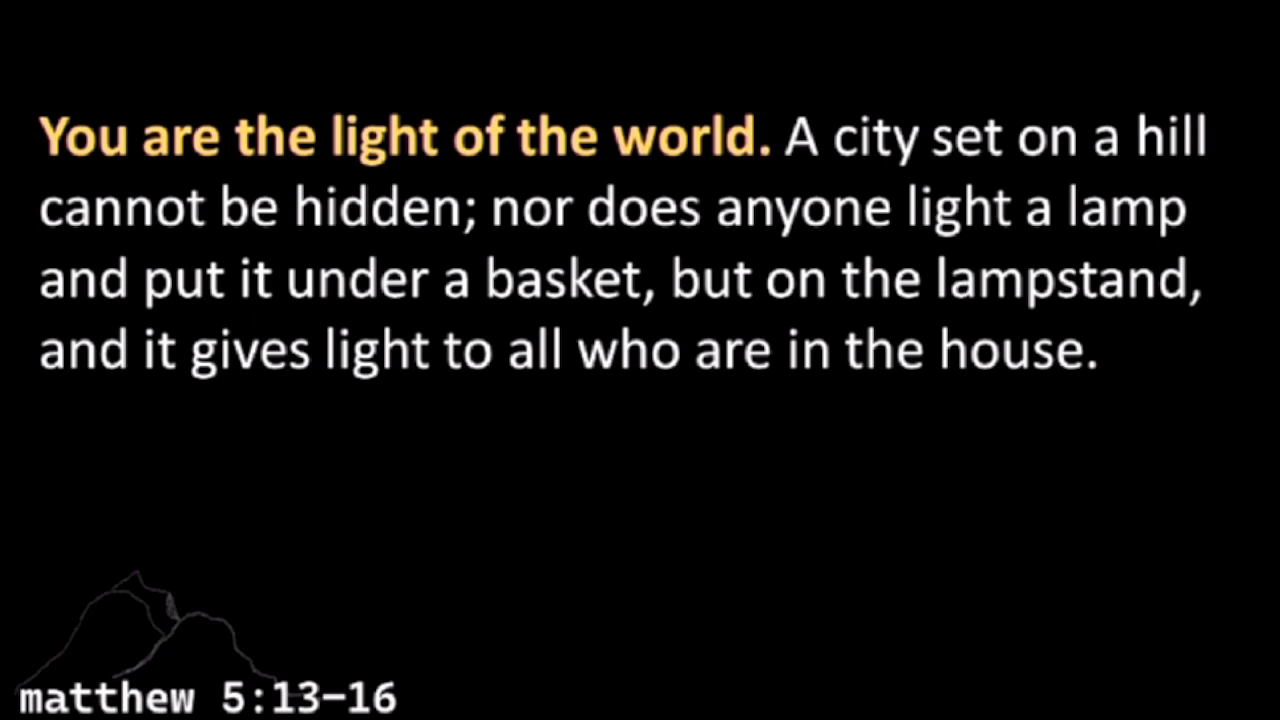 You are the light of the world. A city set on a hill
cannot be hidden; nor does anyone light a lamp
and put it under a basket, but on the lampstand,
and it gives light to all who are in the house.
matthew 5:13–16